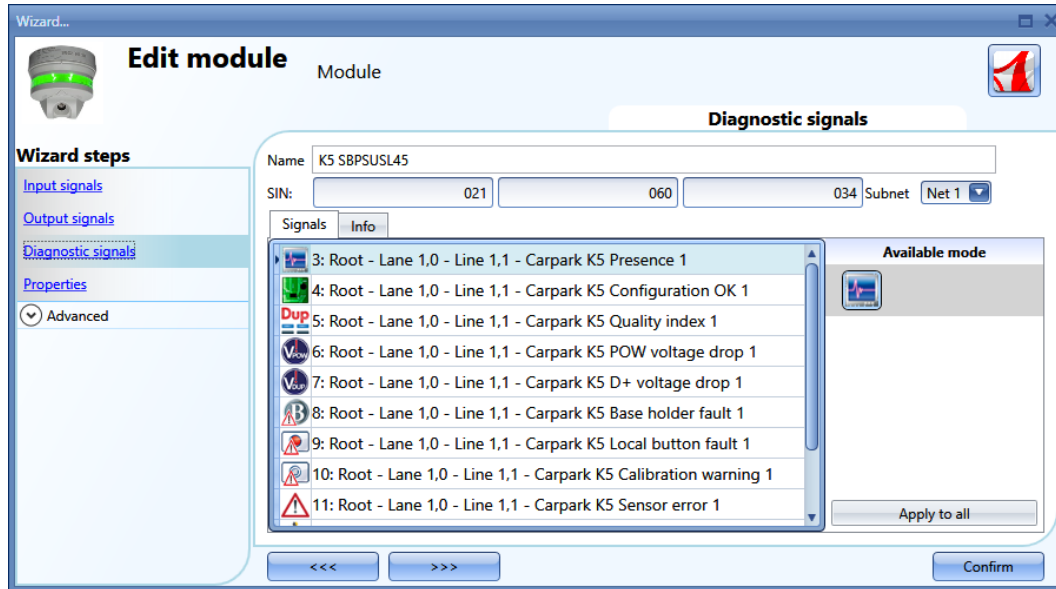 Wizard...
Edit module
Module
Diagnostic signals
Wizard steps
Input signals
Output signals
Diagnostic signals
Properties
Advanced
Name K5 SBPSUSL45
SIN: 021 060 034 Subnet Net 1
Signals Info
3: Root - Lane 1,0 - Line 1,1 - Carpark K5 Presence 1
4: Root - Lane 1,0 - Line 1,1 - Carpark K5 Configuration OK 1
Dup 5: Root - Lane 1,0 - Line 1,1 - Carpark K5 Quality index 1
VPOW 6: Root - Lane 1,0 - Line 1,1 - Carpark K5 POW voltage drop 1
VDUP 7: Root - Lane 1,0 - Line 1,1 - Carpark K5 D+ voltage drop 1
B 8: Root - Lane 1,0 - Line 1,1 - Carpark K5 Base holder fault 1
9: Root - Lane 1,0 - Line 1,1 - Carpark K5 Local button fault 1
10: Root - Lane 1,0 - Line 1,1 - Carpark K5 Calibration warning 1
11: Root - Lane 1,0 - Line 1,1 - Carpark K5 Sensor error 1
Available mode
Apply to all
<<< >>> Confirm